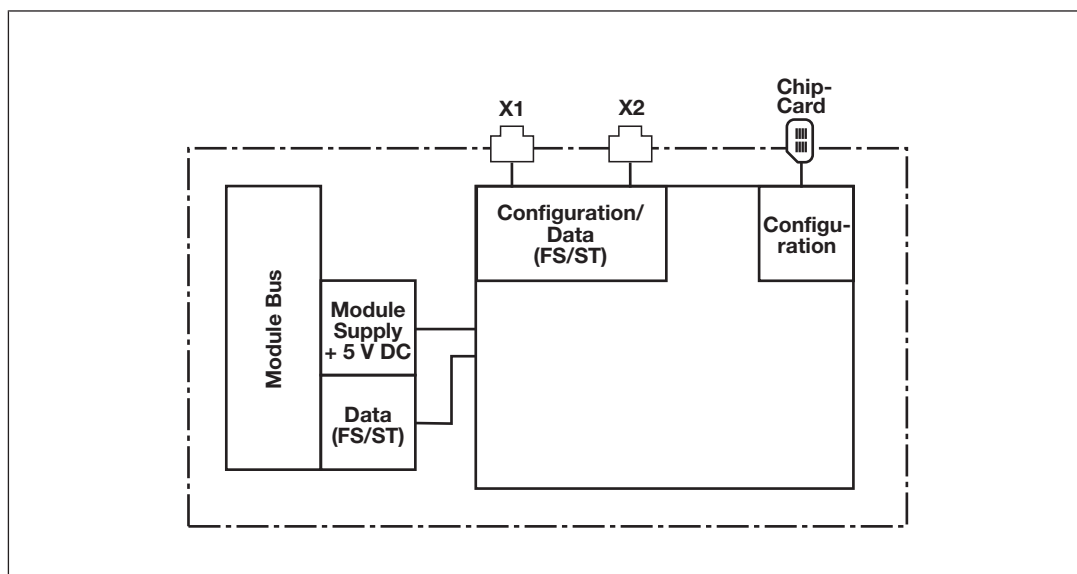 Chip-
Card
X1
X2
Configuration/
Data
(FS/ST)
Configu-
ration
Module Bus
Module
Supply
+ 5 V DC
Data
(FS/ST)